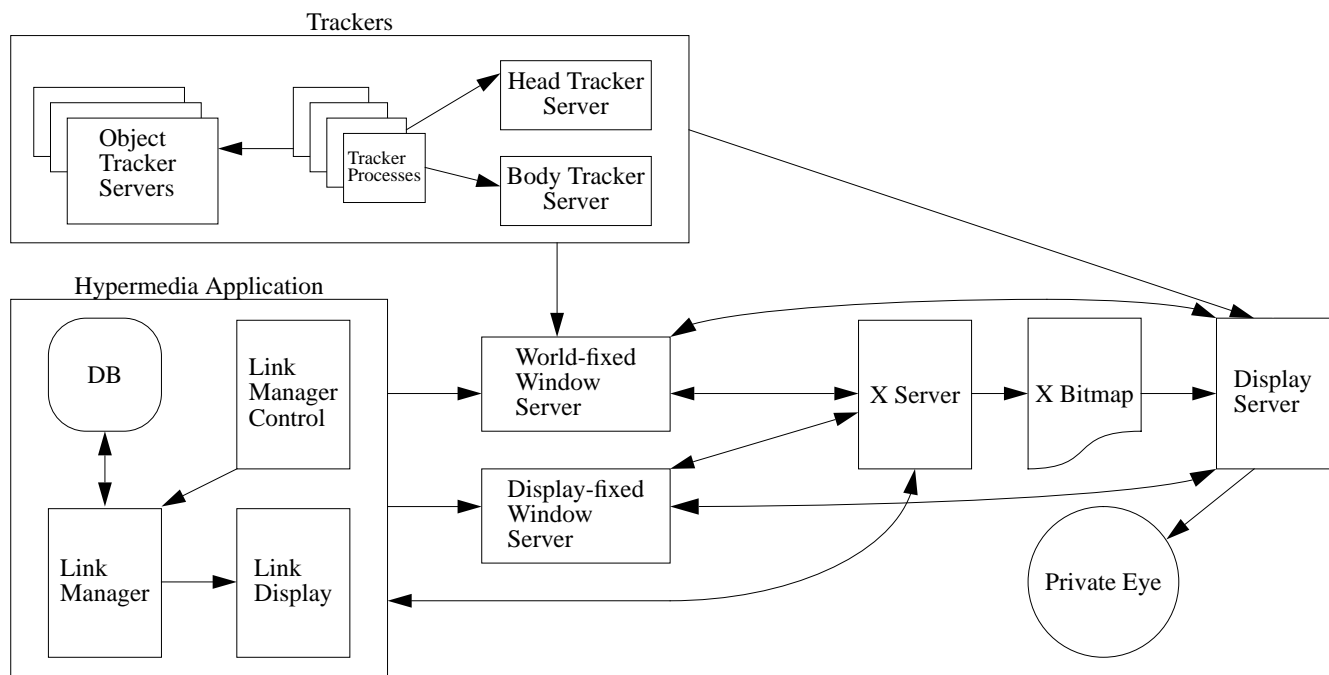 Trackers
Object
Tracker
Servers
Tracker
Processes
Head Tracker
Server
Body Tracker
Server
Hypermedia Application
DB
Link
Manager
Control
Link
Manager
Link
Display
World-fixed
Window
Server
Display-fixed
Window
Server
X Server
X Bitmap
Display
Server
Private Eye